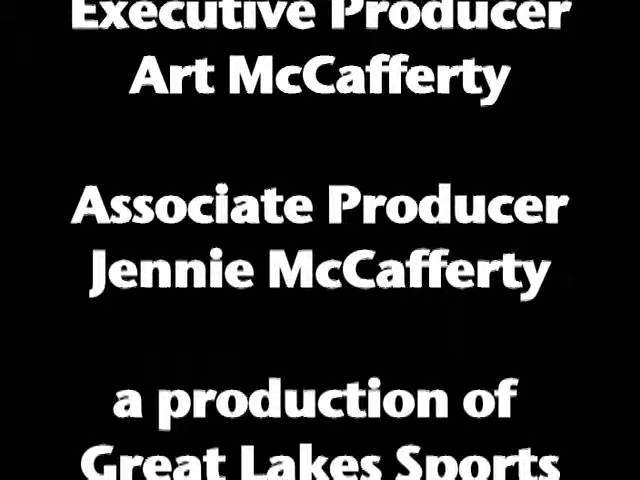 Executive Producer
Art McCafferty
Associate Producer
Jennie McCafferty
a production of
Great Lakes Sports